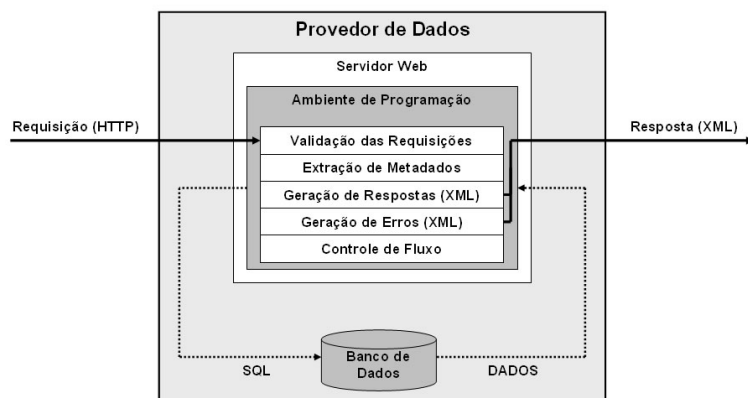 Provedor de Dados
Servidor Web
Ambiente de Programação
Requisição (HTTP)
Resposta (XML)
Validação das Requisições
Extração de Metadados
Geração de Respostas (XML)
Geração de Erros (XML)
Controle de Fluxo
SQL
Banco de
Dados
DADOS